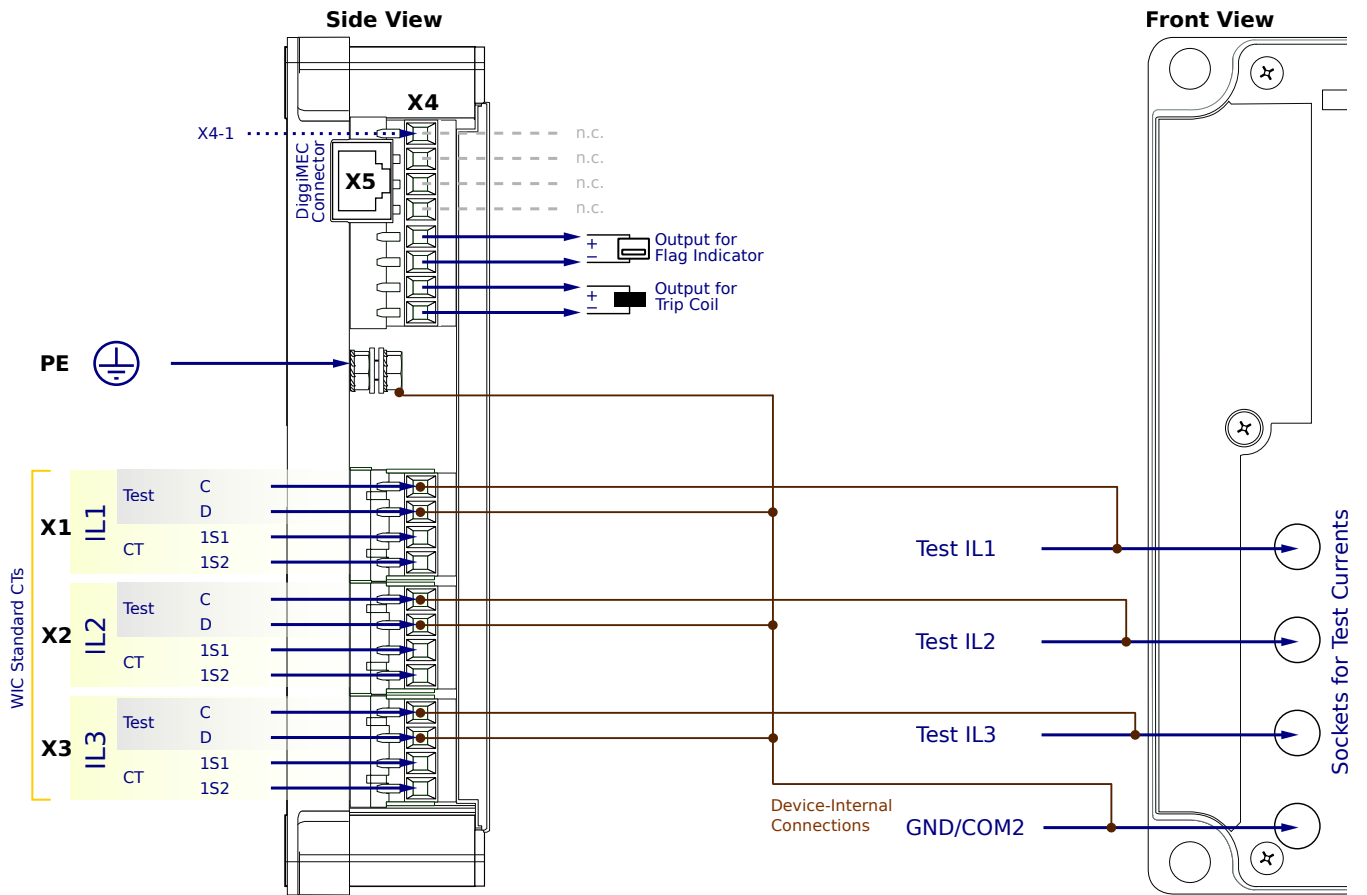 Side View
Front View
X4
X4-1
n.c.
n.c.
n.c.
n.c.
DiggiMEC
Connector
X5
+
−
Output for
Flag Indicator
+
−
Output for
Trip Coil
PE
WIC Standard CTs
X1
IL1
Test
C
D
CT
1S1
1S2
X2
IL2
Test
C
D
CT
1S1
1S2
X3
IL3
Test
C
D
CT
1S1
1S2
Test IL1
Test IL2
Test IL3
GND/COM2
Device-Internal
Connections
Sockets for Test Currents